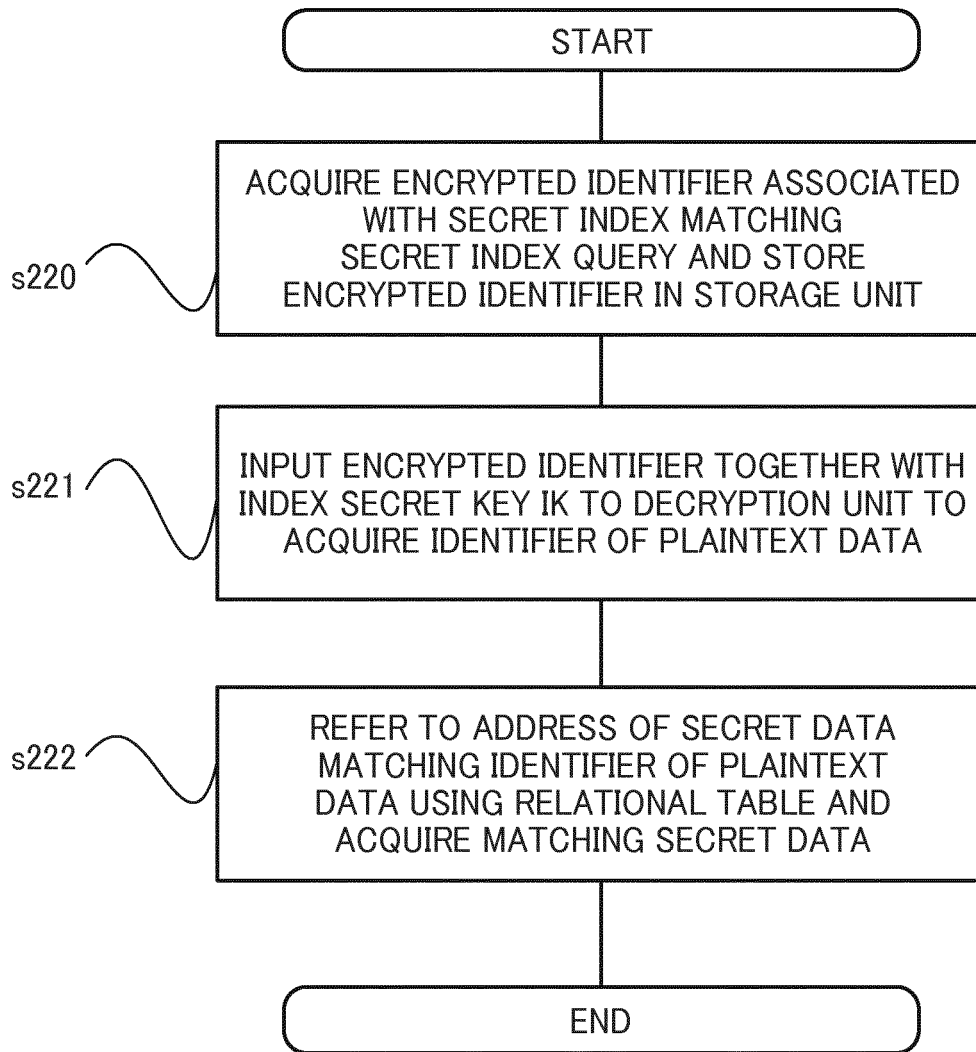 START
ACQUIRE ENCRYPTED IDENTIFIER ASSOCIATED
WITH SECRET INDEX MATCHING
SECRET INDEX QUERY AND STORE
ENCRYPTED IDENTIFIER IN STORAGE UNIT
s220
INPUT ENCRYPTED IDENTIFIER TOGETHER WITH
INDEX SECRET KEY IK TO DECRYPTION UNIT TO
ACQUIRE IDENTIFIER OF PLAINTEXT DATA
s221
REFER TO ADDRESS OF SECRET DATA
MATCHING IDENTIFIER OF PLAINTEXT
DATA USING RELATIONAL TABLE AND
ACQUIRE MATCHING SECRET DATA
s222
END